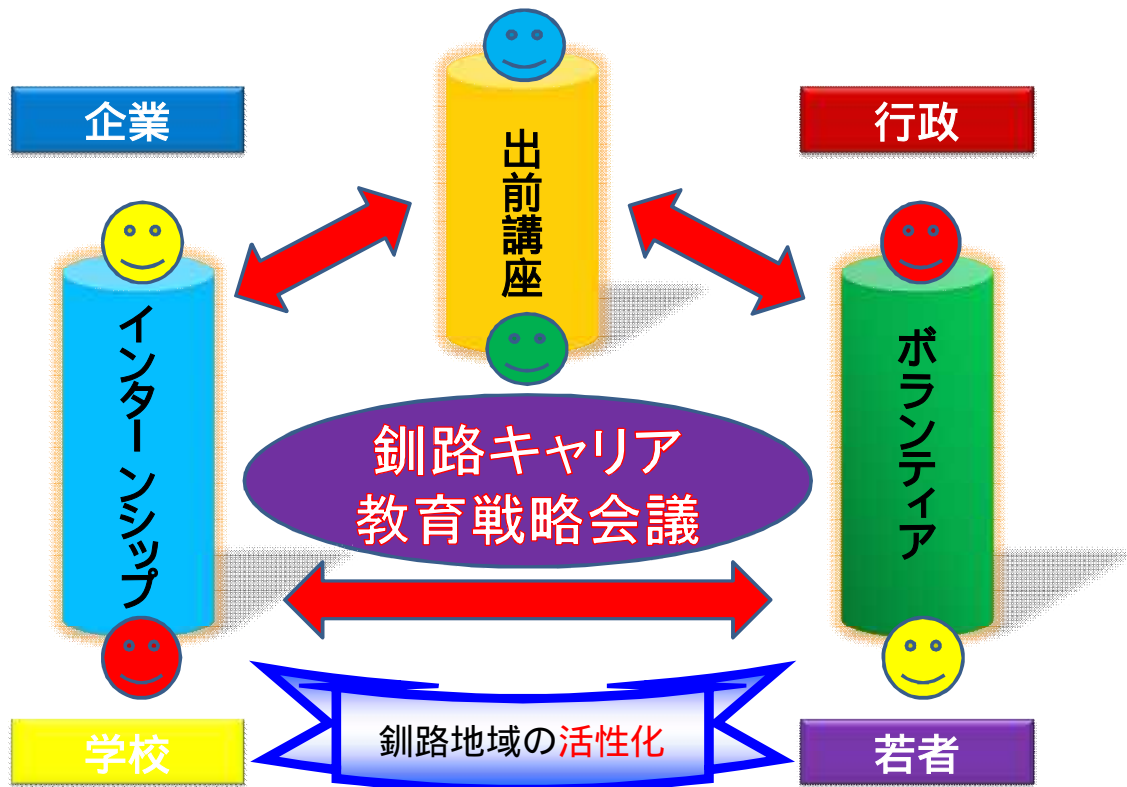 企業
行政
出前講座
インターンシップ
ボランティア
釧路キャリア
教育戦略会議
釧路地域の活性化
学校
若者